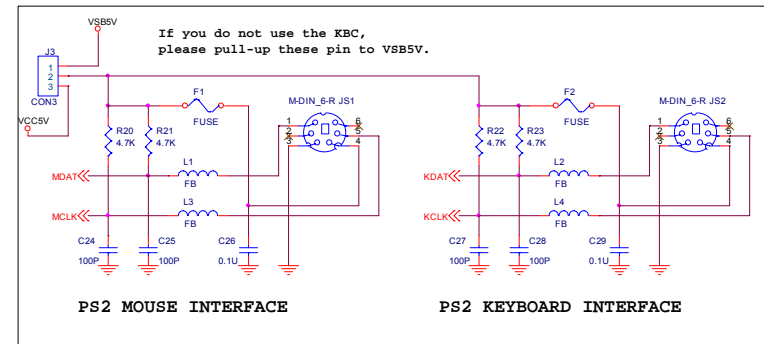 VSB5V
If you do not use the KBC,
please pull-up these pin to VSB5V.
J3
1
2
3
CON3
VCC5V
F1
FUSE
M-DIN_6-R JS1
1
2
3
6
5
4
R20
4.7K
R21
4.7K
L1
FB
MDAT
L3
FB
MCLK
C24
100P
C25
100P
C26
0.1U
PS2 MOUSE INTERFACE
F2
FUSE
M-DIN_6-R JS2
1
2
3
6
5
4
R22
4.7K
R23
4.7K
L2
FB
KDAT
L4
FB
KCLK
C27
100P
C28
100P
C29
0.1U
PS2 KEYBOARD INTERFACE